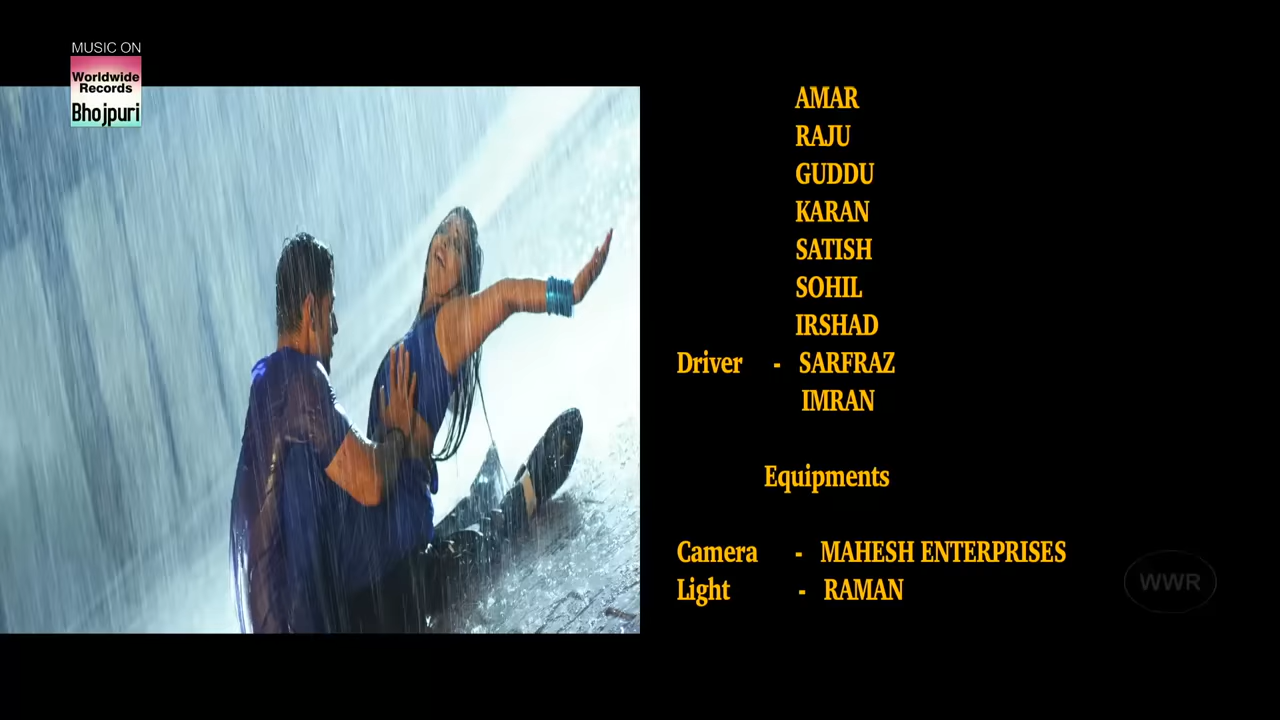 MUSIC ON
Worldwide
Records
Bhojpuri
AMAR
RAJU
GUDDU
KARAN
SATISH
SOHIL
IRSHAD
Driver - SARFRAZ
IMRAN
Equipments
Camera - MAHESH ENTERPRISES
Light - RAMAN
WWR